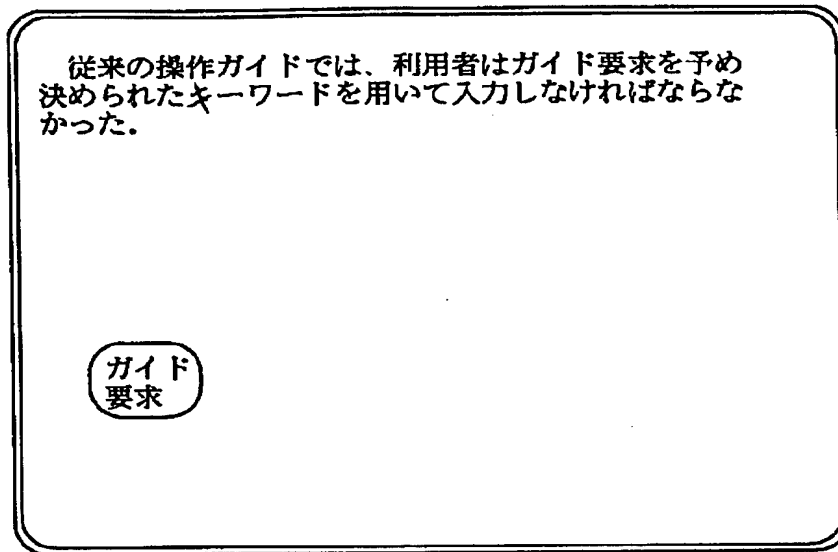 従来の操作ガイドでは、利用者はガイド要求を予め
決められたキーワードを用いて入力しなければならな
かった.
ガイド
要求